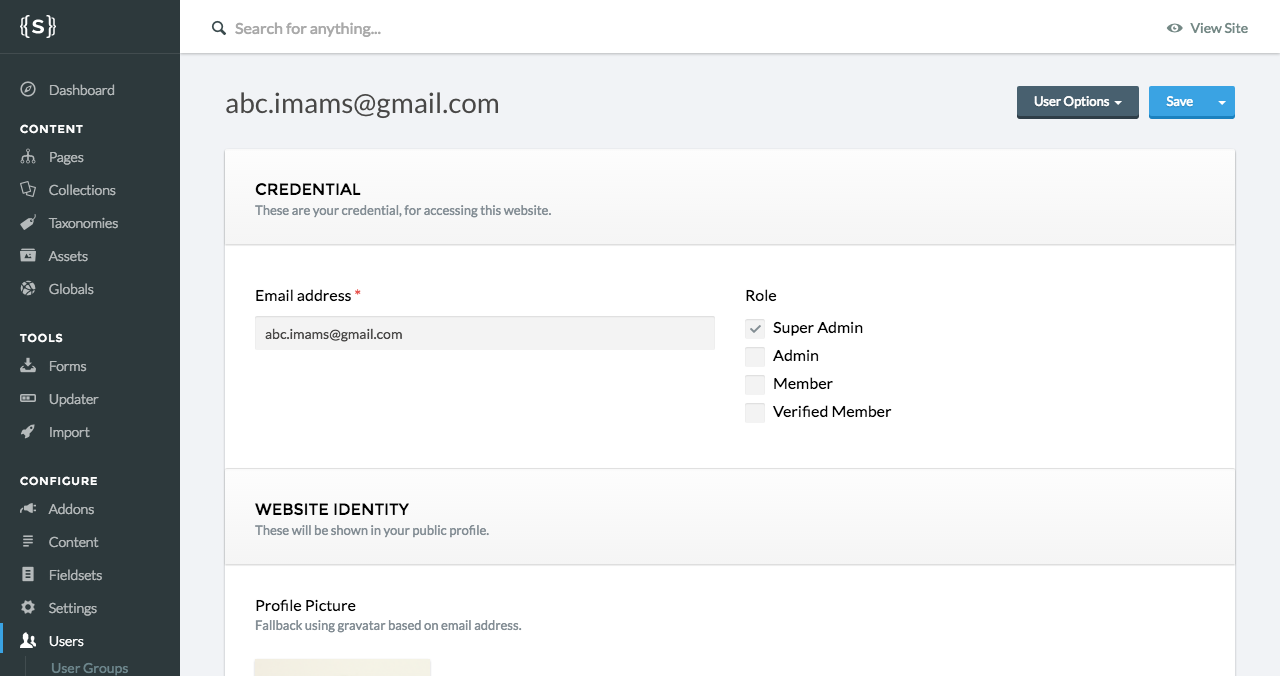 {S}
Search for anything...
View Site
Dashboard
CONTENT
Pages
Collections
Taxonomies
Assets
Globals
TOOLS
Forms
Updater
Import
CONFIGURE
Addons
Content
Fieldsets
Settings
Users
User Groups
abc.imams@gmail.com
User Options
Save
CREDENTIAL
These are your credential, for accessing this website.
Email address *
abc.imams@gmail.com
Role
Super Admin
Admin
Member
Verified Member
WEBSITE IDENTITY
These will be shown in your public profile.
Profile Picture
Fallback using gravatar based on email address.